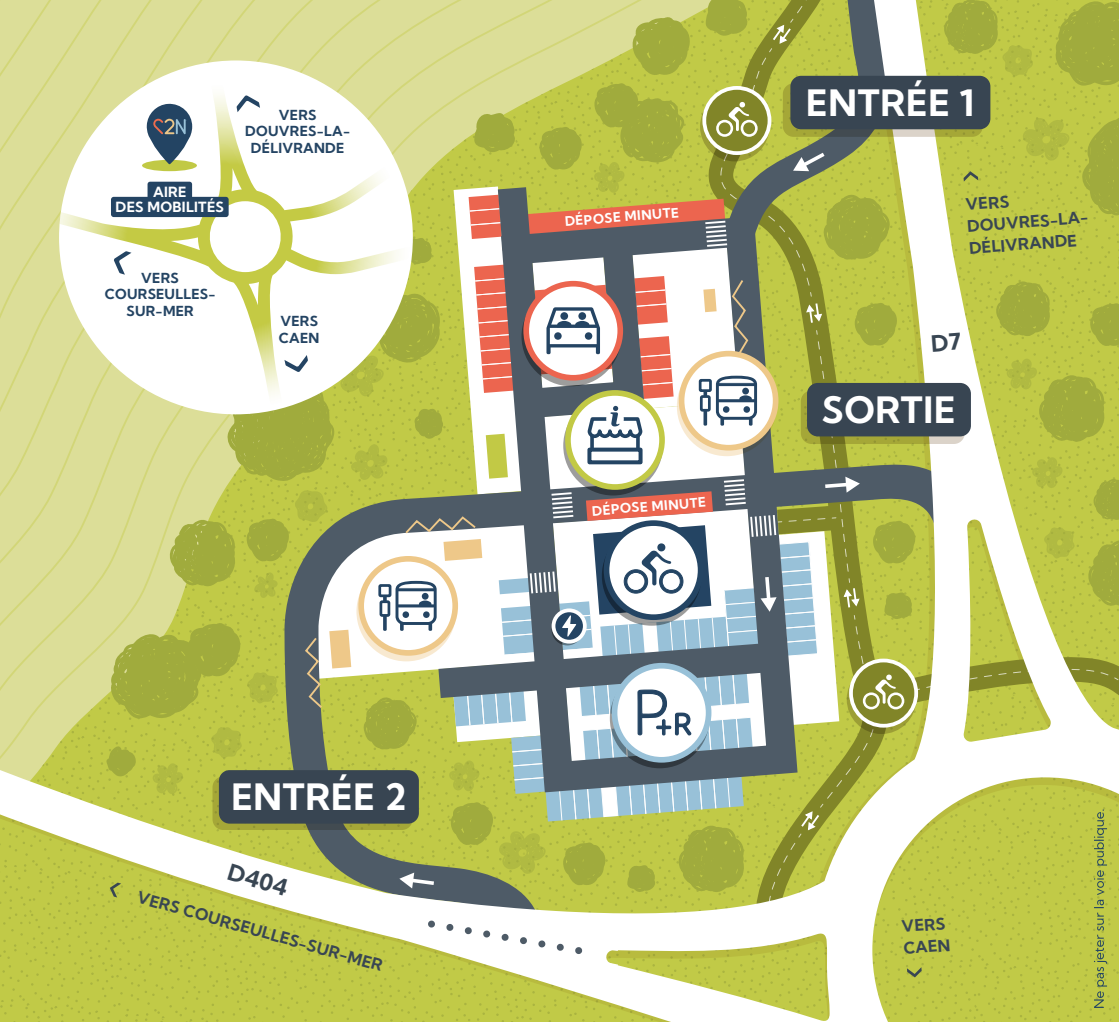 C2N
AIRE
DES MOBILITÉS
VERS
DOUVRES-LA-
DÉLIVRANDE
VERS
COURSEULLES-
SUR-MER
VERS
CAEN
ENTRÉE 1
VERS
DOUVRES-LA-
DÉLIVRANDE
DÉPOSE MINUTE
D7
SORTIE
i
DÉPOSE MINUTE
P+R
ENTRÉE 2
D404
VERS COURSEULLES-SUR-MER
VERS
CAEN
Ne pas jeter sur la voie publique.